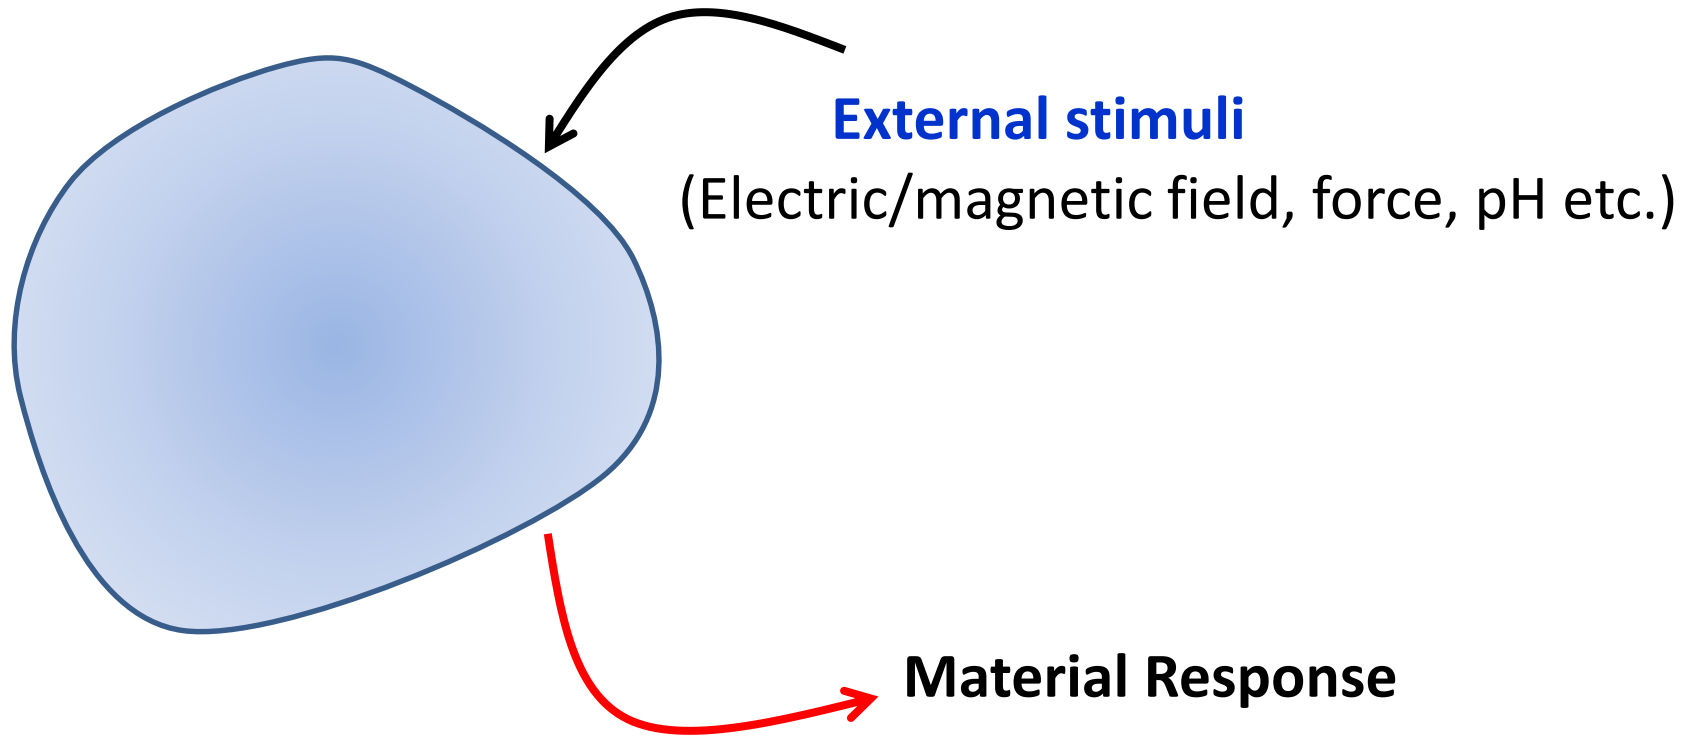 External stimuli
(Electric/magnetic field, force, pH etc.)
Material Response